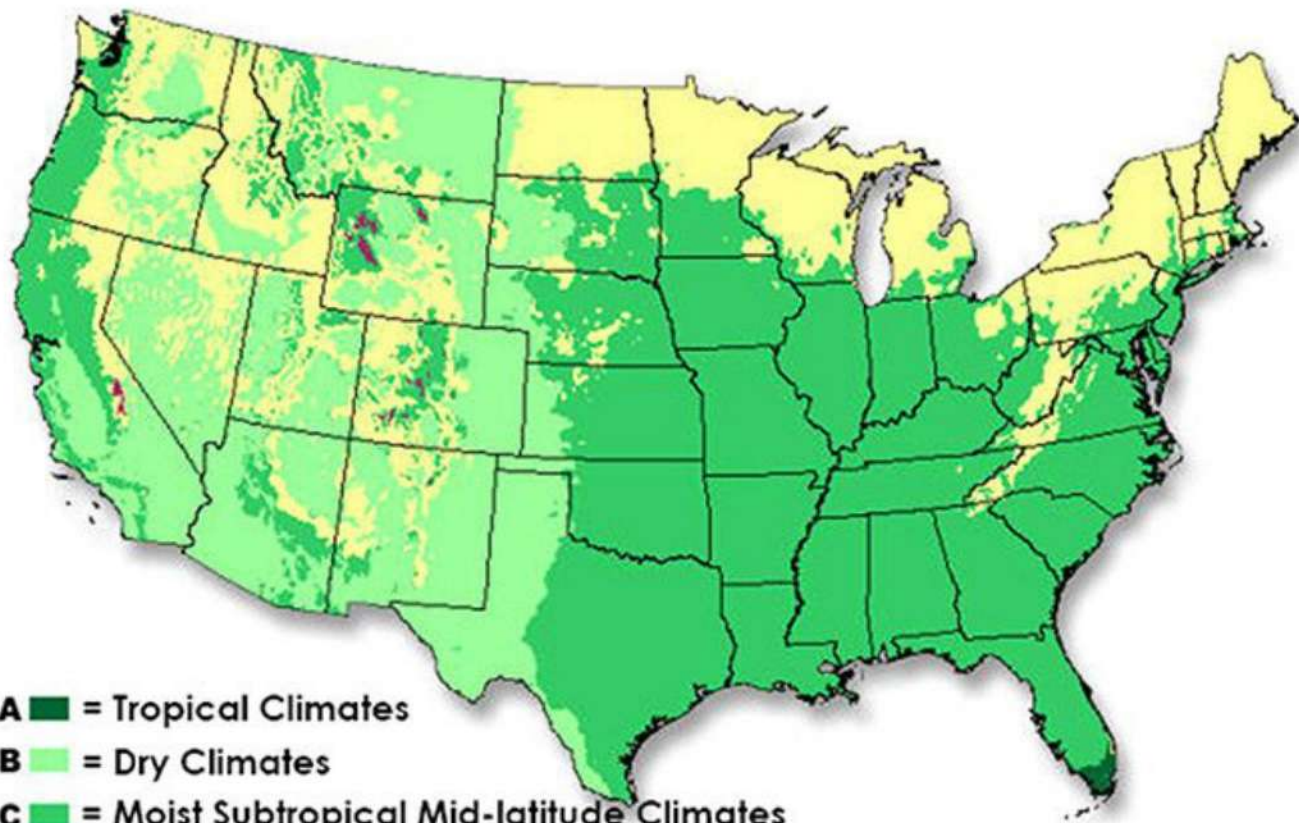 A = Tropical Climates
B = Dry Climates
C = Moist Subtropical Mid-latitude Climates